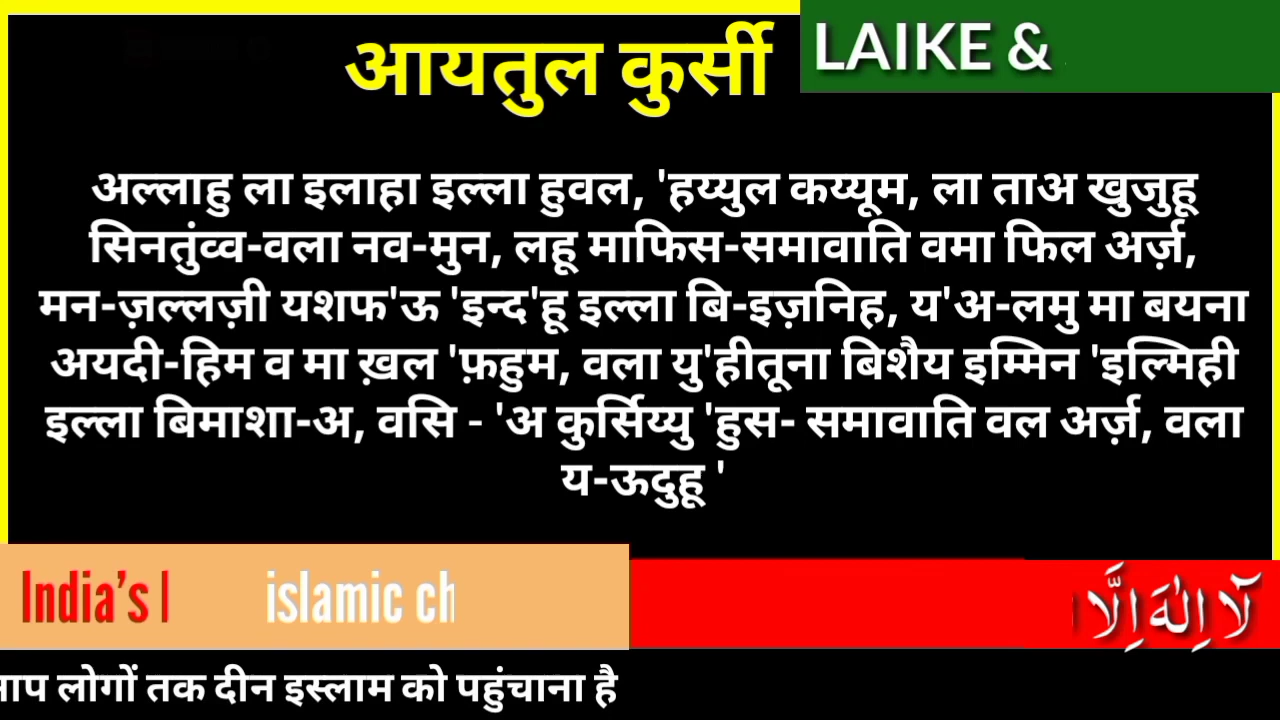 आयतुल कुर्सी
LAIKE &
अल्लाहु ला इलाहा इल्ला हुवल, 'हय्युल कय्यूम, ला ताअ खुजुहू
सिनतुंव्व-वला नव-मुन, लहू माफिस-समावाति वमा फिल अर्ज़,
मन-ज़ल्लज़ी यशफ'ऊ 'इन्द'हू इल्ला बि-इज़निह, य'अ-लमु मा बयना
अयदी-हिम व मा ख़ल 'फ़हुम, वला यु'हीतूना बिशैय इम्मिन 'इल्मिही
इल्ला बिमाशा-अ, वसि - 'अ कुर्सिय्यु 'हुस- समावाति वल अर्ज़, वला
य-ऊदुहू '
India’s
islamic ch
لَآ اِلٰهَ اِلَّا
लोगों तक दीन इस्लाम को पहुंचाना है